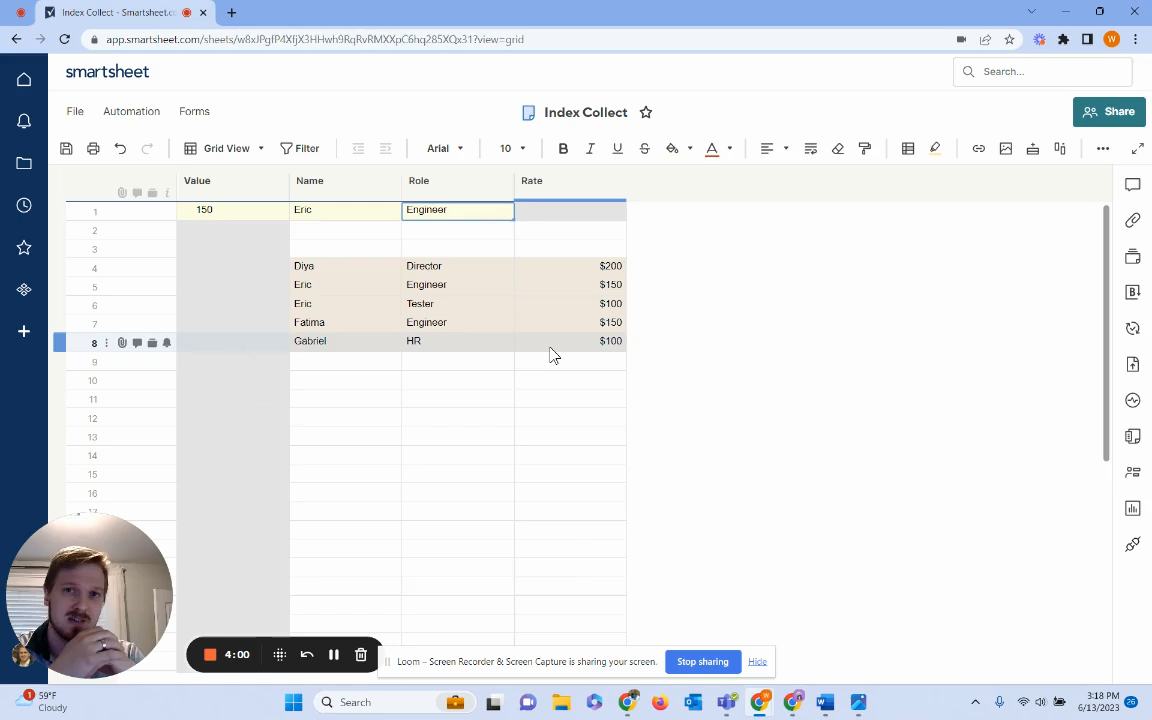 Index Collect - Smartsheet.co
app.smartsheet.com/sheets/w8xJPgfP4XfjX3HHwh9RqRvRMXXpC6hq285XQx31?view=grid
W
smartsheet
Search...
File Automation Forms
Index Collect
Share
Grid View Filter Arial 10 B I U S A
Value Name Role Rate
1 150 Eric Engineer
2
3
4 Diya Director $200
5 Eric Engineer $150
6 Eric Tester $100
7 Fatima Engineer $150
8 Gabriel HR $100
9
10
11
12
13
14
15
16
4:00
Loom – Screen Recorder & Screen Capture is sharing your screen. Stop sharing Hide
1
59°F
Cloudy
Search
3:18 PM
6/13/2023
26